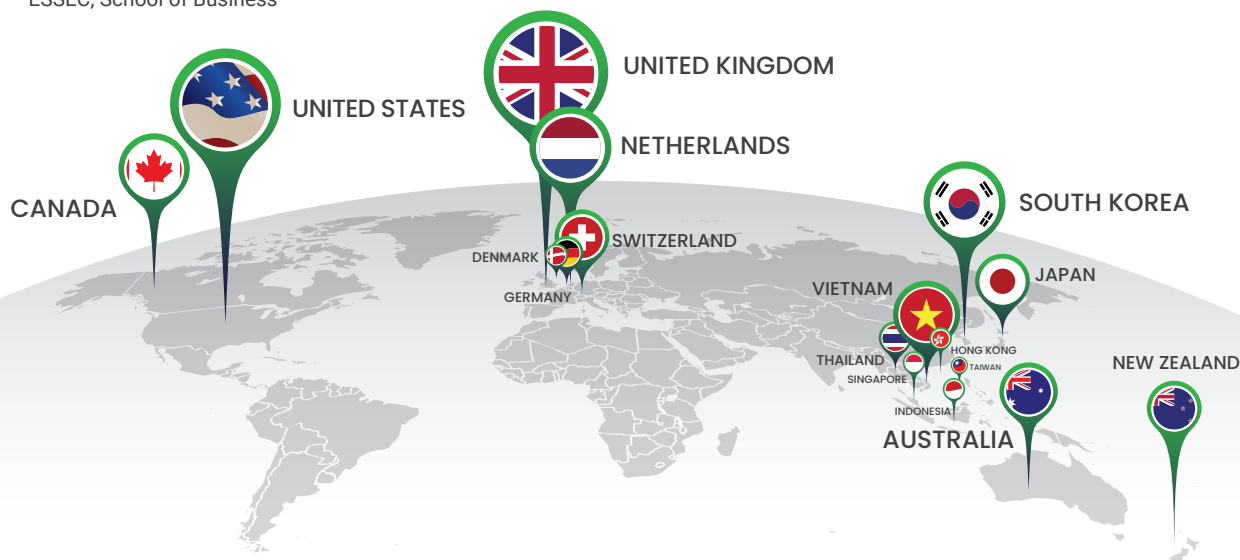 ESSEC, School of Business
UNITED KINGDOM
UNITED STATES
NETHERLANDS
CANADA
SOUTH KOREA
SWITZERLAND
DENMARK
JAPAN
VIETNAM
GERMANY
HONG KONG
THAILAND
TAIWAN
NEW ZEALAND
SINGAPORE
INDONESIA
AUSTRALIA